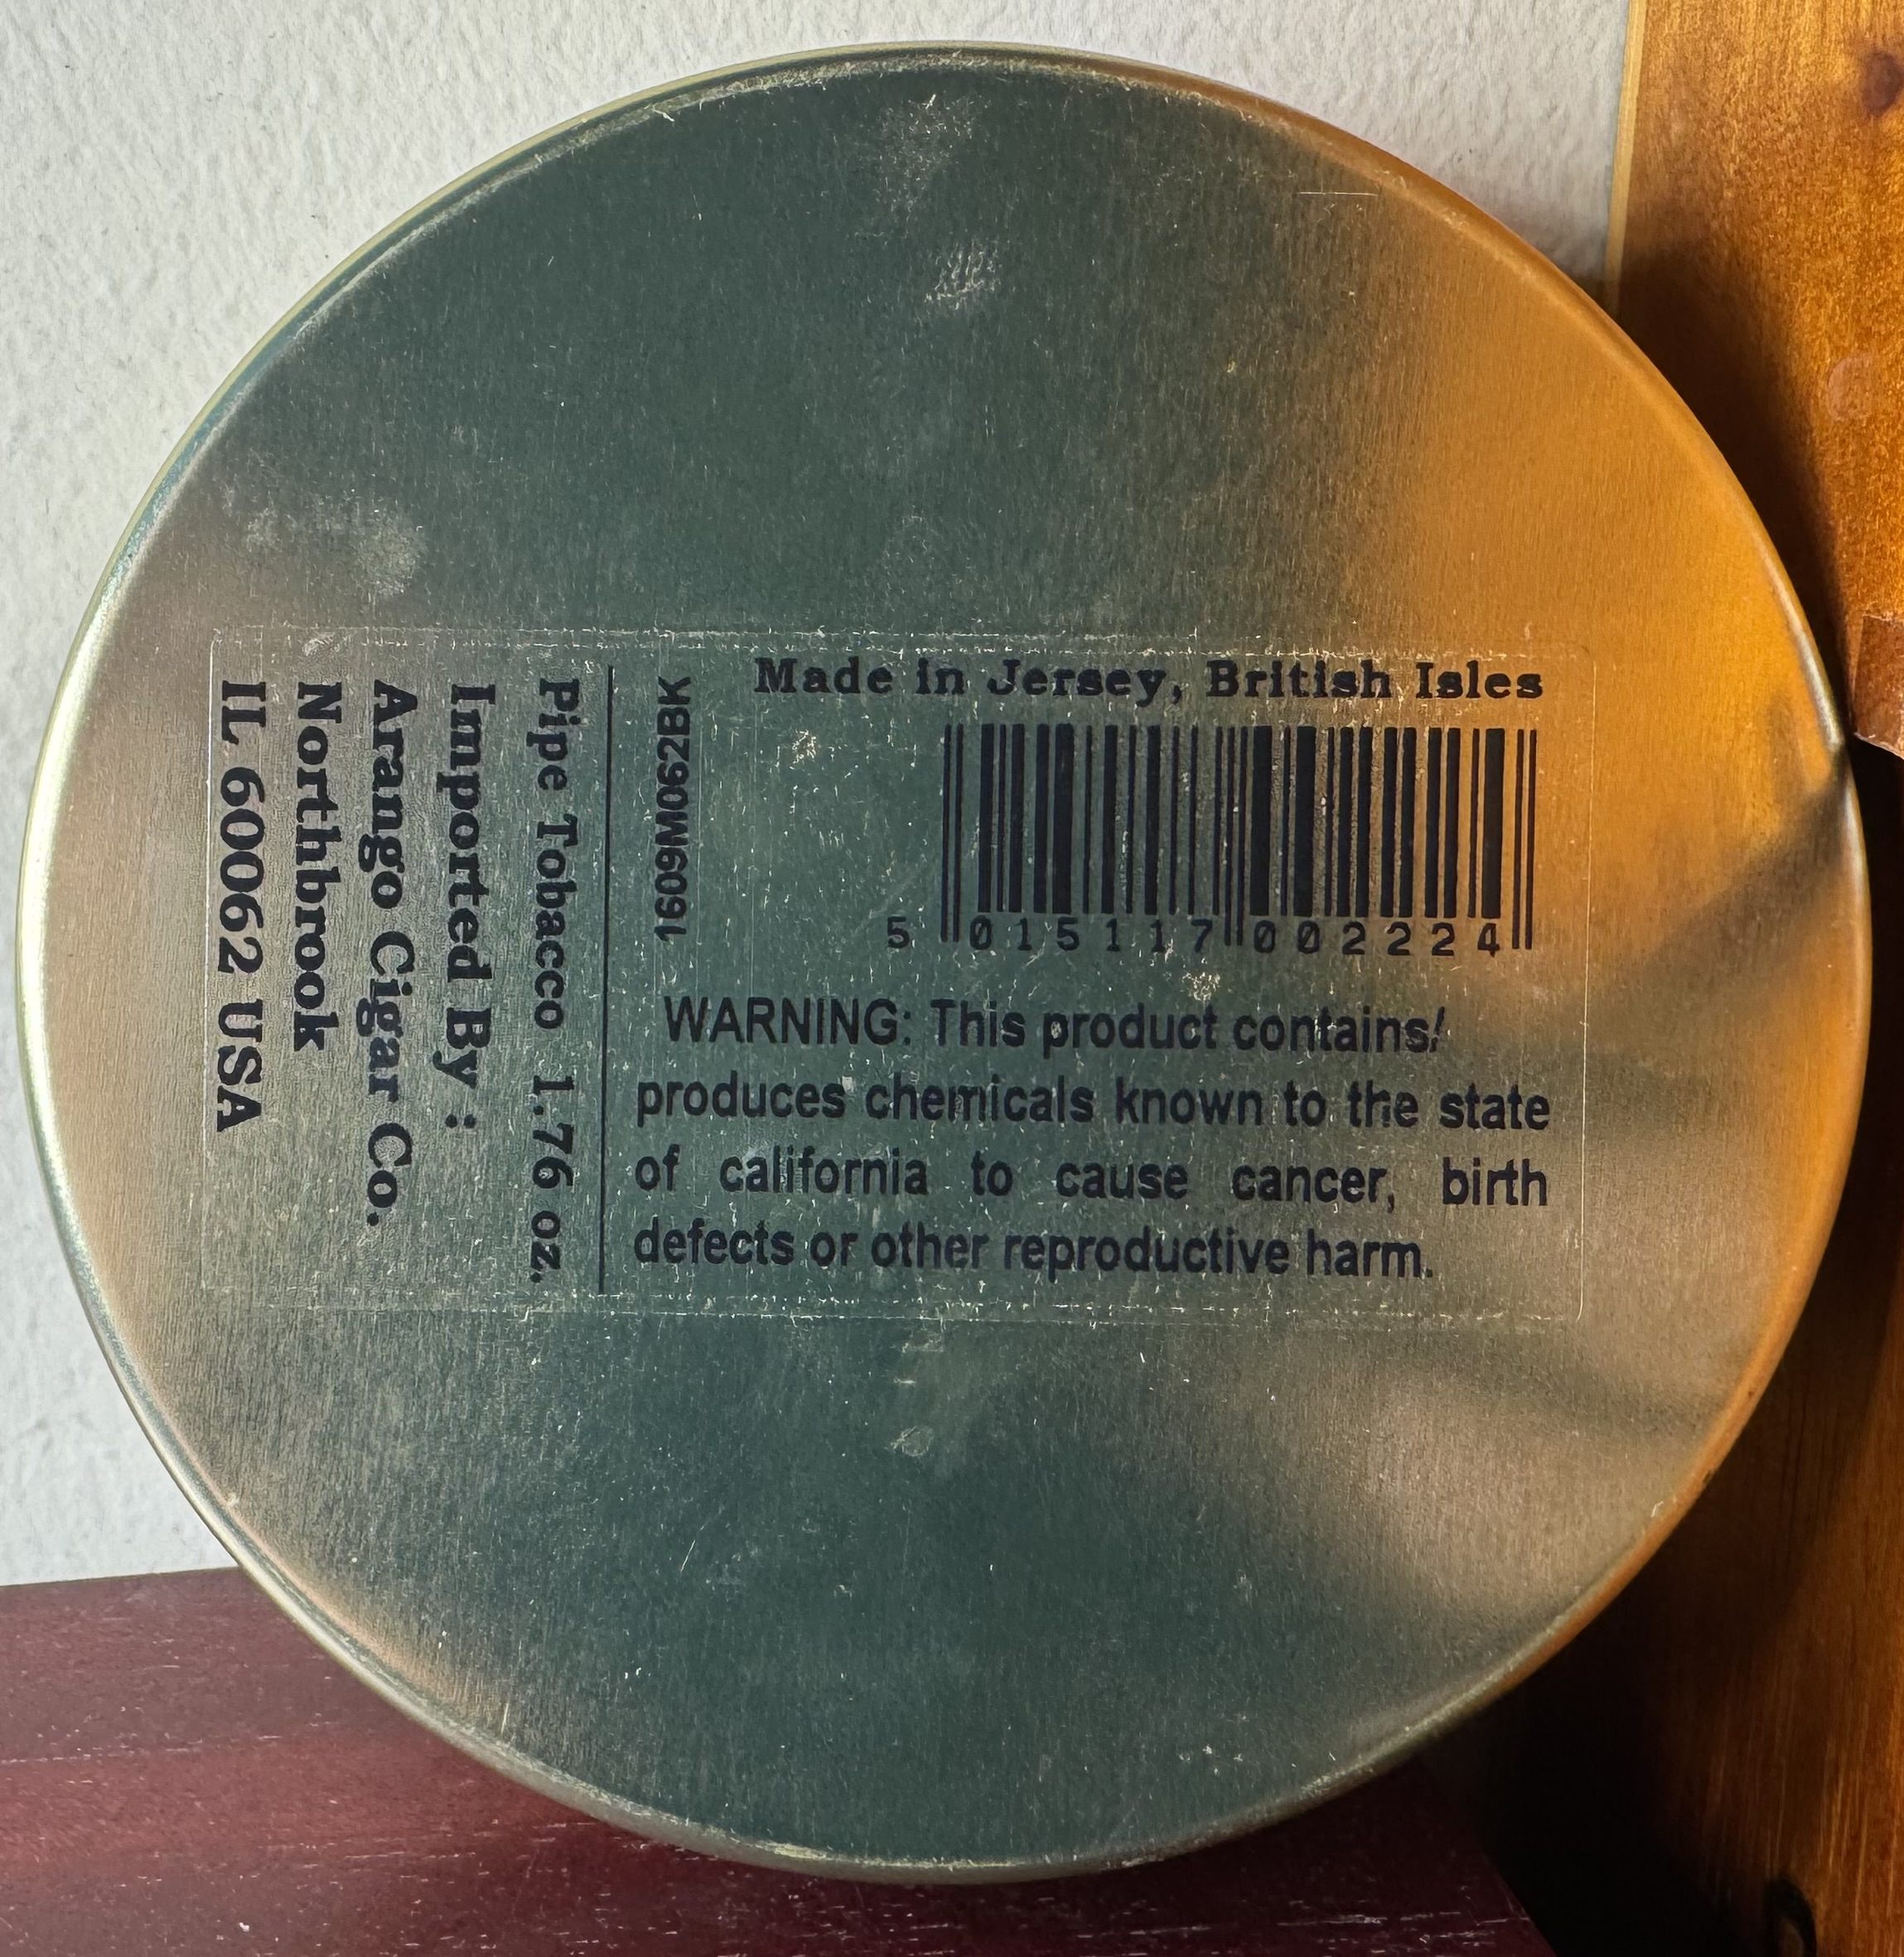 Made in Jersey, British Isles
5 015117 002224
1609M062BK
WARNING: This product contains/
produces chemicals known to the state
of california to cause cancer, birth
defects or other reproductive harm.
Pipe Tobacco 1.76 oz.
Imported By :
Arango Cigar Co.
Northbrook
IL 60062 USA